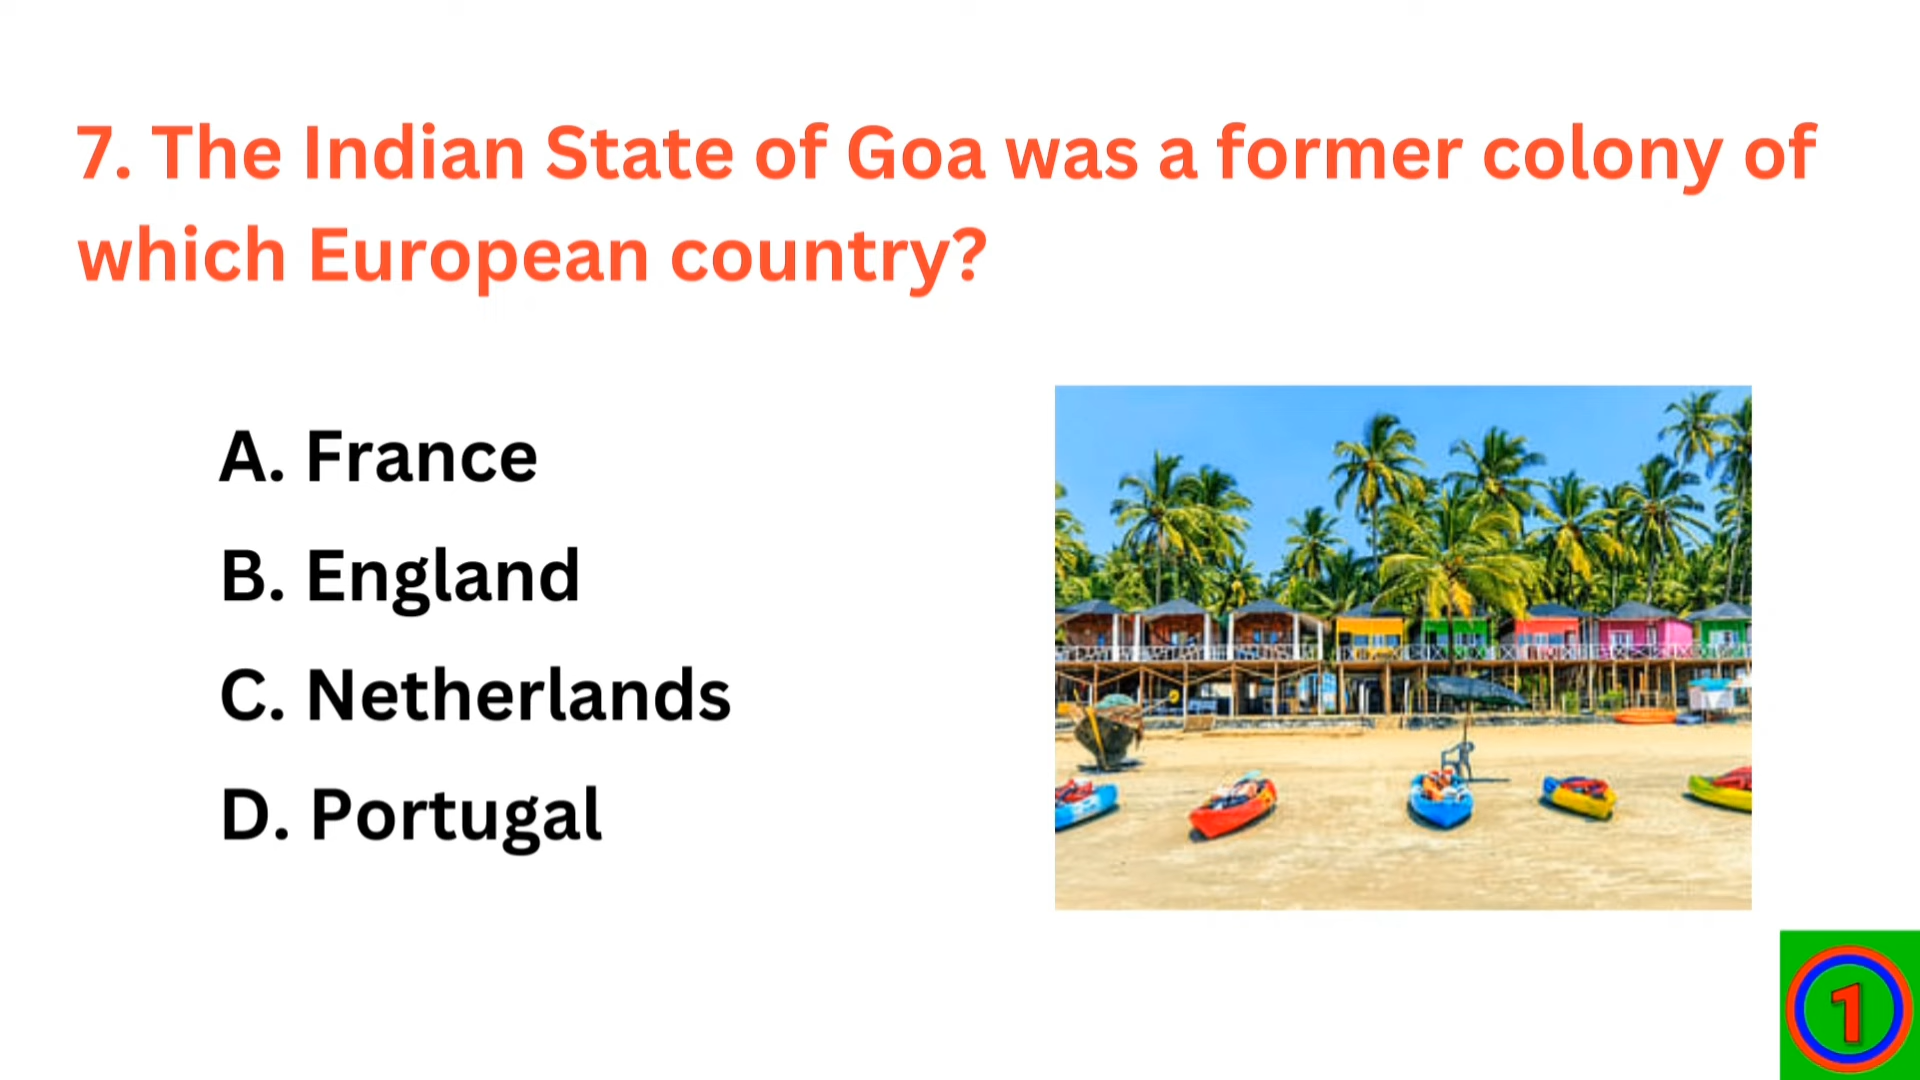 7. The Indian State of Goa was a former colony of
which European country?
A. France
B. England
C. Netherlands
D. Portugal
1